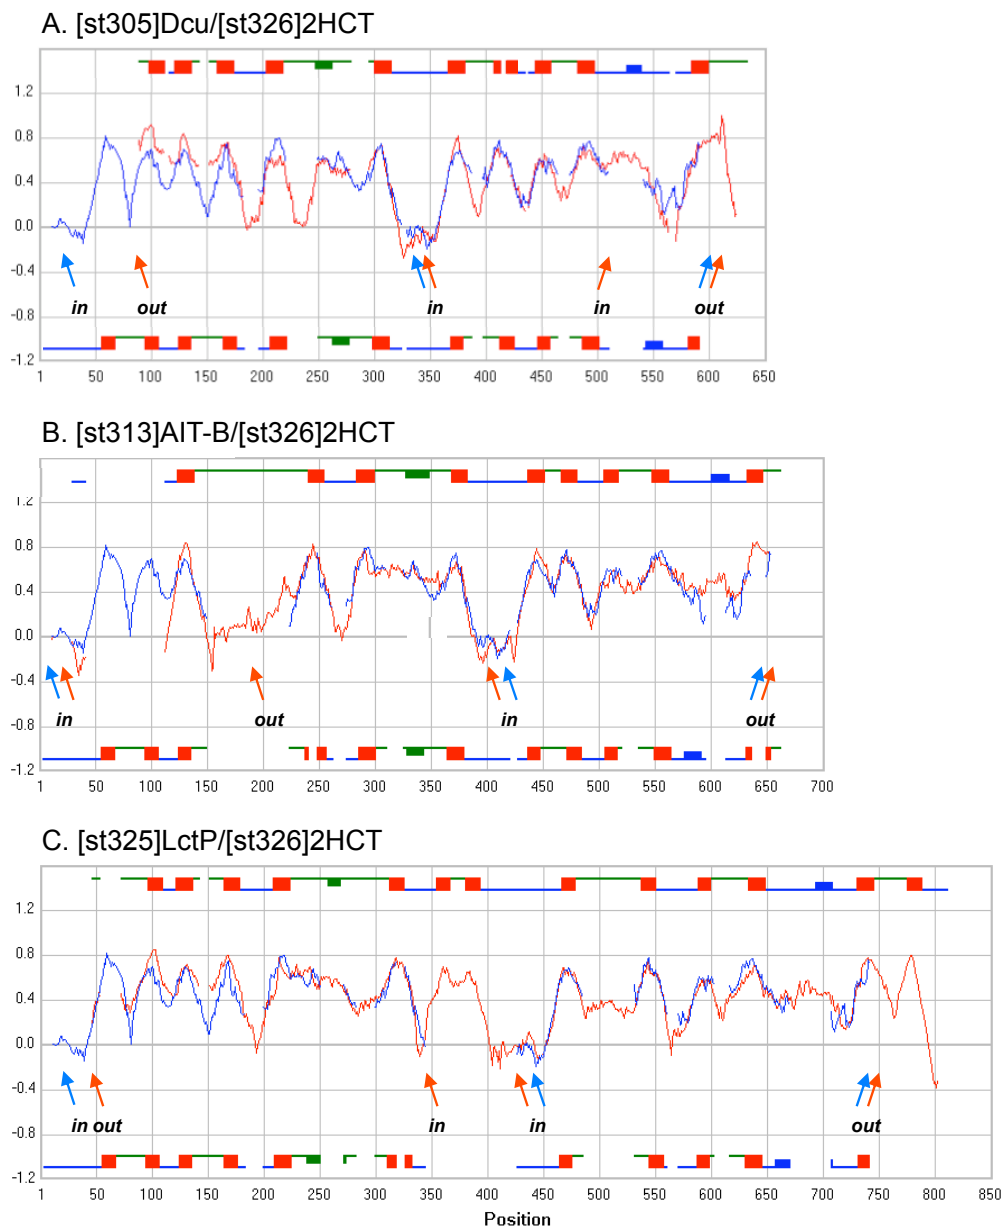 A. [st305]Dcu/[st326]2HCT
1.2
0.8
0.4
0.0
-0.4
-0.8
-1.2
in out in in out
1 50 100 150 200 250 300 350 400 450 500 550 600 650
B. [st313]AIT-B/[st326]2HCT
1.2
0.8
0.4
0.0
-0.4
-0.8
-1.2
in out in out
1 50 100 150 200 250 300 350 400 450 500 550 600 650 700
C. [st325]LctP/[st326]2HCT
1.2
0.8
0.4
0.0
-0.4
-0.8
-1.2
in out in in out
1 50 100 150 200 250 300 350 400 450 500 550 600 650 700 750 800 850
Position